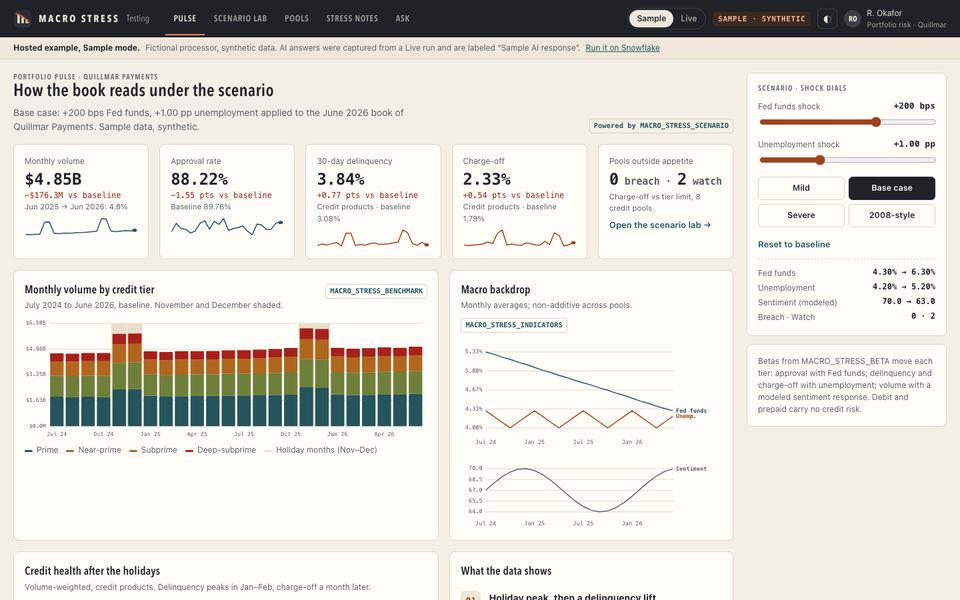 MACRO STRESS Testing
PULSE
SCENARIO LAB
POOLS
STRESS NOTES
ASK
Sample
Live
SAMPLE · SYNTHETIC
RO
R. Okafor
Portfolio risk · Quillmar
Hosted example, Sample mode. Fictional processor, synthetic data. AI answers were captured from a Live run and are labeled “Sample AI response”. Run it on Snowflake
PORTFOLIO PULSE · QUILLMAR PAYMENTS
How the book reads under the scenario
Base case: +200 bps Fed funds, +1.00 pp unemployment applied to the June 2026 book of
Quillmar Payments. Sample data, synthetic.
Powered by MACRO_STRESS_SCENARIO
Monthly volume
$4.85B
−$176.3M vs baseline
Jun 2025 → Jun 2026: 4.8%
Approval rate
88.22%
−1.55 pts vs baseline
Baseline 89.76%
30-day delinquency
3.84%
+0.77 pts vs baseline
Credit products · baseline
3.08%
Charge-off
2.33%
+0.54 pts vs baseline
Credit products · baseline
1.79%
Pools outside appetite
0 breach · 2 watch
Charge-off vs tier limit, 8
credit pools
Open the scenario lab →
Monthly volume by credit tier
July 2024 to June 2026, baseline. November and December shaded.
MACRO_STRESS_BENCHMARK
$6.50B
$4.88B
$3.25B
$1.63B
$0.0M
Jul 24
Oct 24
Jan 25
Apr 25
Jul 25
Oct 25
Jan 26
Apr 26
Prime
Near-prime
Subprime
Deep-subprime
Holiday months (Nov–Dec)
Macro backdrop
Monthly averages; non-additive across pools.
MACRO_STRESS_INDICATORS
5.33%
5.00%
4.67%
4.33%
4.00%
Fed funds
Unemp.
Jul 24
Jan 25
Jul 25
Jan 26
70.0
68.5
67.0
65.5
64.0
Sentiment
Jul 24
Jan 25
Jul 25
Jan 26
SCENARIO · SHOCK DIALS
Fed funds shock
+200 bps
Unemployment shock
+1.00 pp
Mild
Base case
Severe
2008-style
Reset to baseline
Fed funds
4.30% → 6.30%
Unemployment
4.20% → 5.20%
Sentiment (modeled)
70.0 → 63.0
Breach · Watch
0 · 2
Betas from MACRO_STRESS_BETA move each
tier: approval with Fed funds; delinquency and
charge-off with unemployment; volume with a
modeled sentiment response. Debit and
prepaid carry no credit risk.
Credit health after the holidays
Volume-weighted, credit products. Delinquency peaks in Jan–Feb, charge-off a month later.
What the data shows
01
Holiday peak, then a delinquency lift